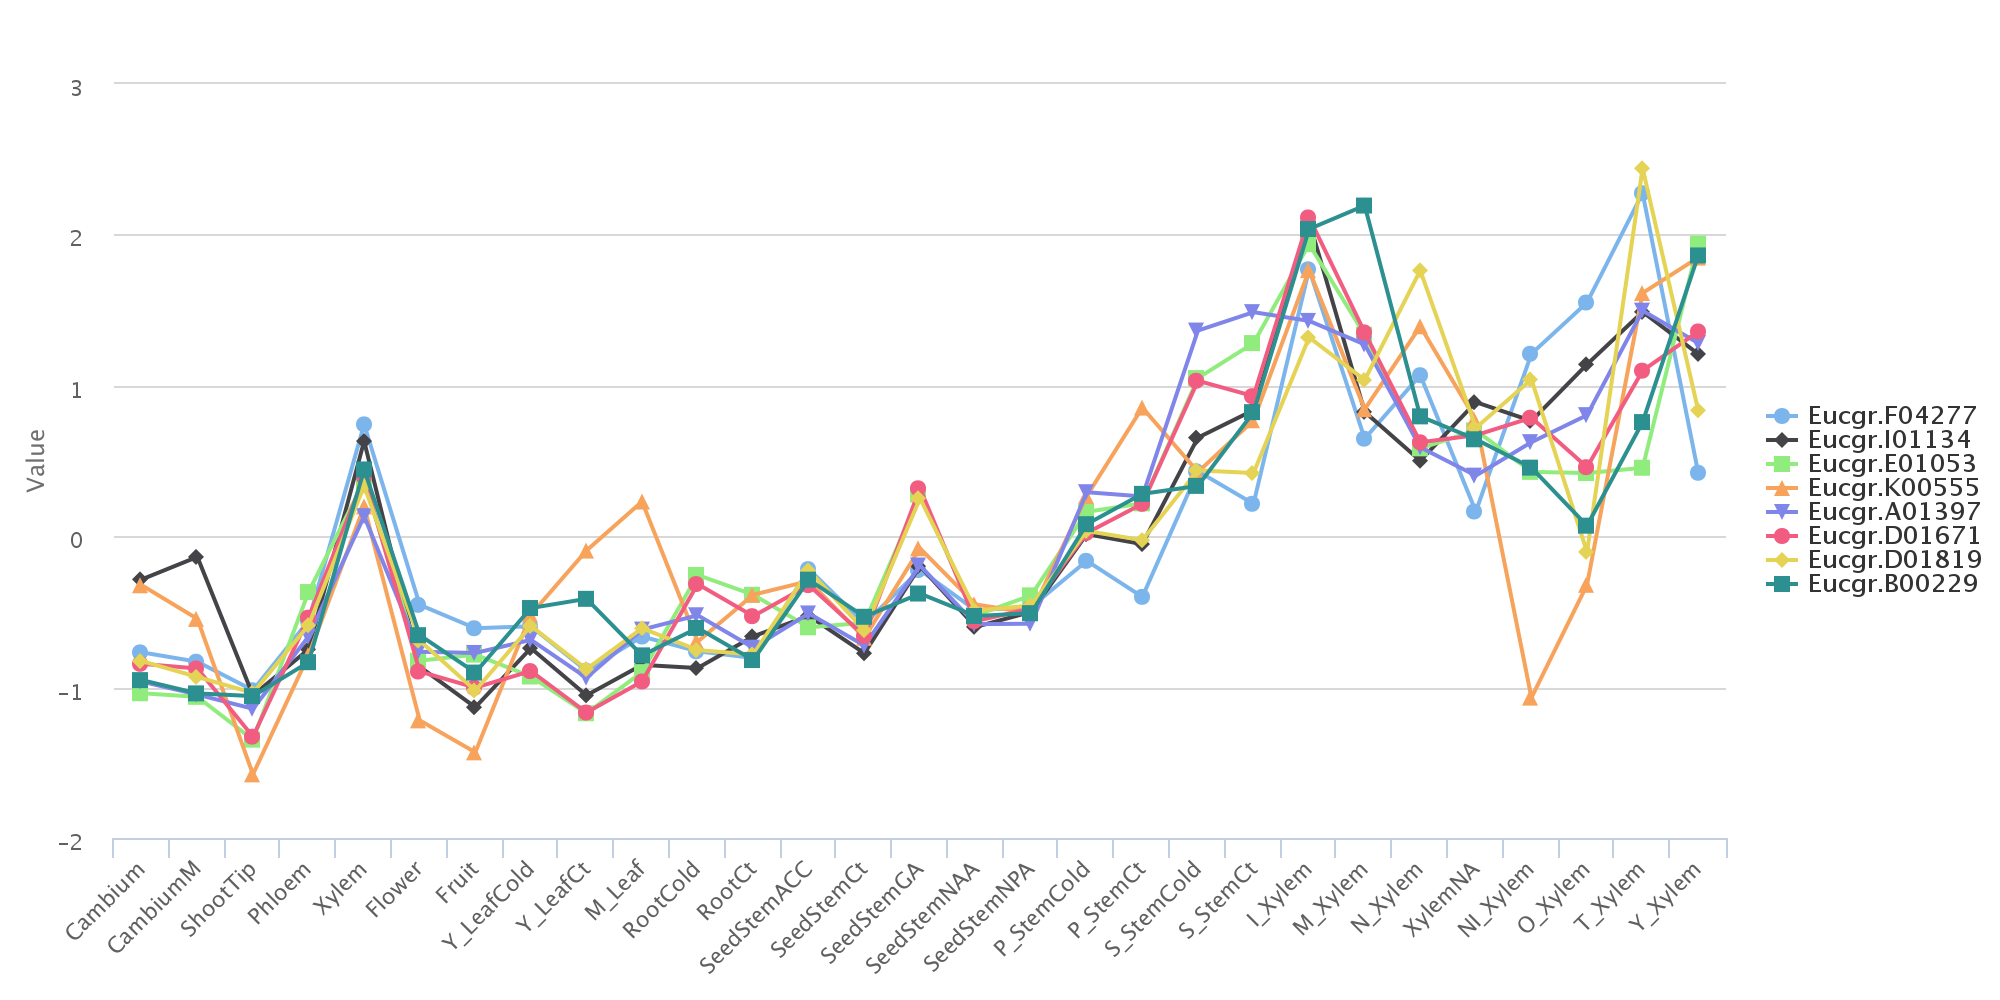 3
2
1
0
-1
-2
Value
Cambium
CambiumM
ShootTip
Phloem
Xylem
Flower
Fruit
Y_LeafCold
Y_LeafCt
M_Leaf
RootCold
RootCt
SeedStemACC
SeedStemCt
SeedStemGA
SeedStemNAA
SeedStemNPA
P_StemCold
P_StemCt
S_StemCold
S_StemCt
I_Xylem
M_Xylem
N_Xylem
XylemNA
NI_Xylem
O_Xylem
T_Xylem
Y_Xylem
Eucgr.F04277
Eucgr.I01134
Eucgr.E01053
Eucgr.K00555
Eucgr.A01397
Eucgr.D01671
Eucgr.D01819
Eucgr.B00229